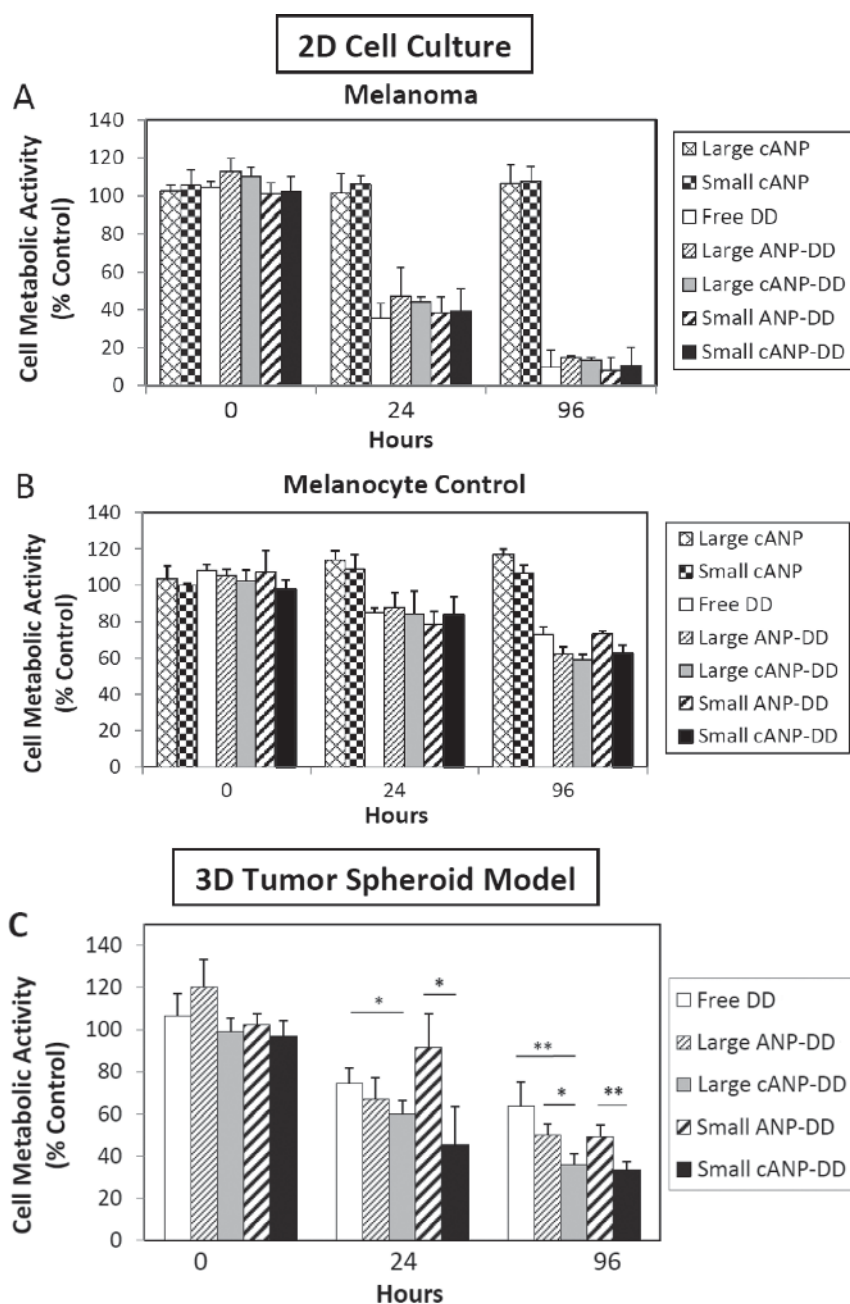 2D Cell Culture
A
Melanoma
Cell Metabolic Activity
(% Control)
140
120
100
80
60
40
20
0
0 24 96
Hours
Large cANP
Small cANP
Free DD
Large ANP-DD
Large cANP-DD
Small ANP-DD
Small cANP-DD
B
Melanocyte Control
Cell Metabolic Activity
(% Control)
140
120
100
80
60
40
20
0
0 24 96
Hours
Large cANP
Small cANP
Free DD
Large ANP-DD
Large cANP-DD
Small ANP-DD
Small cANP-DD
3D Tumor Spheroid Model
C
Cell Metabolic Activity
(% Control)
140
120
100
80
60
40
20
0
* *
** * **
0 24 96
Hours
Free DD
Large ANP-DD
Large cANP-DD
Small ANP-DD
Small cANP-DD